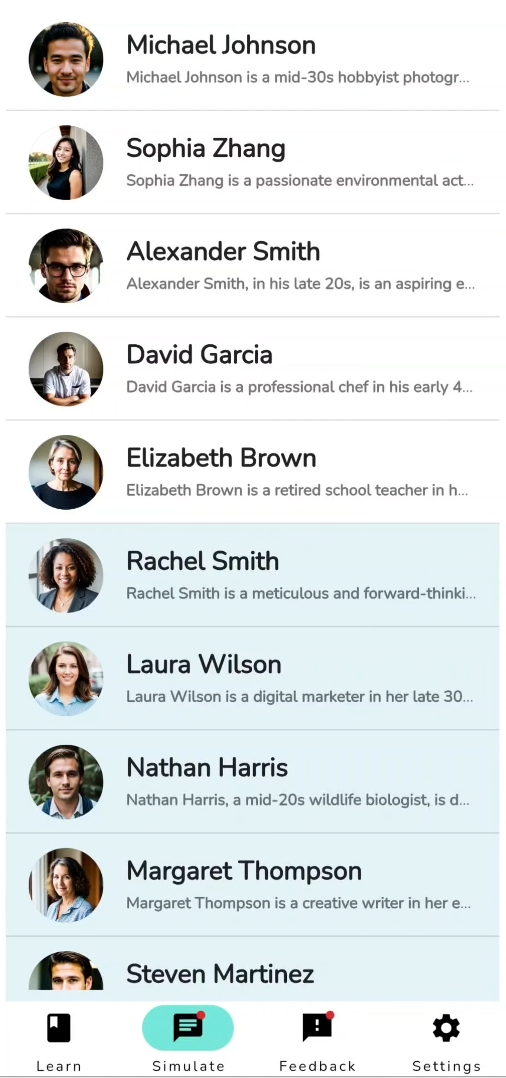 Michael Johnson
Michael Johnson is a mid-30s hobbyist photogr...
Sophia Zhang
Sophia Zhang is a passionate environmental act...
Alexander Smith
Alexander Smith, in his late 20s, is an aspiring e...
David Garcia
David Garcia is a professional chef in his early 4...
Elizabeth Brown
Elizabeth Brown is a retired school teacher in h...
Rachel Smith
Rachel Smith is a meticulous and forward-thinki...
Laura Wilson
Laura Wilson is a digital marketer in her late 30...
Nathan Harris
Nathan Harris, a mid-20s wildlife biologist, is d...
Margaret Thompson
Margaret Thompson is a creative writer in her e...
Steven Martinez
Learn Simulate Feedback Settings